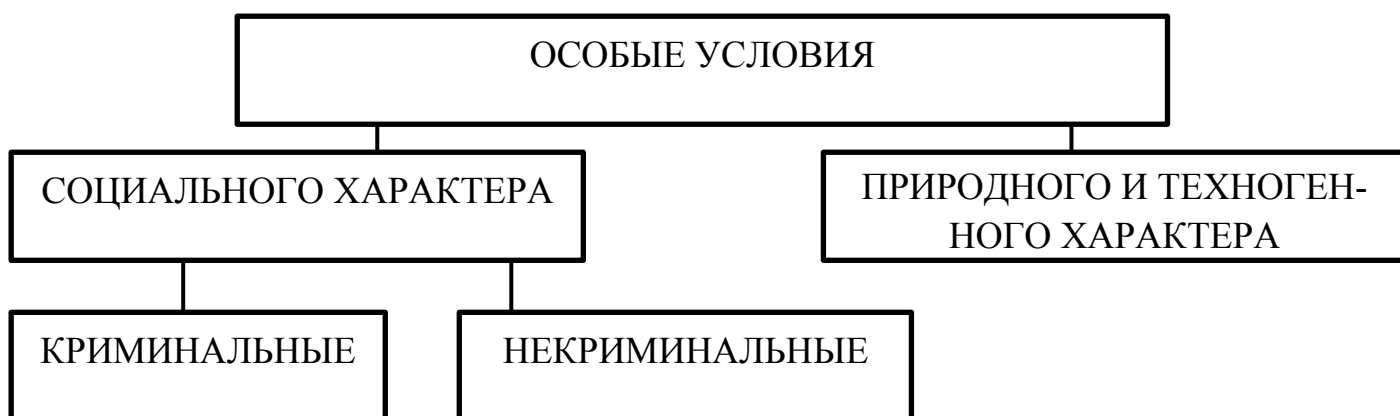 ОСОБЫЕ УСЛОВИЯ
СОЦИАЛЬНОГО ХАРАКТЕРА
ПРИРОДНОГО И ТЕХНОГЕН-
НОГО ХАРАКТЕРА
КРИМИНАЛЬНЫЕ
НЕКРИМИНАЛЬНЫЕ